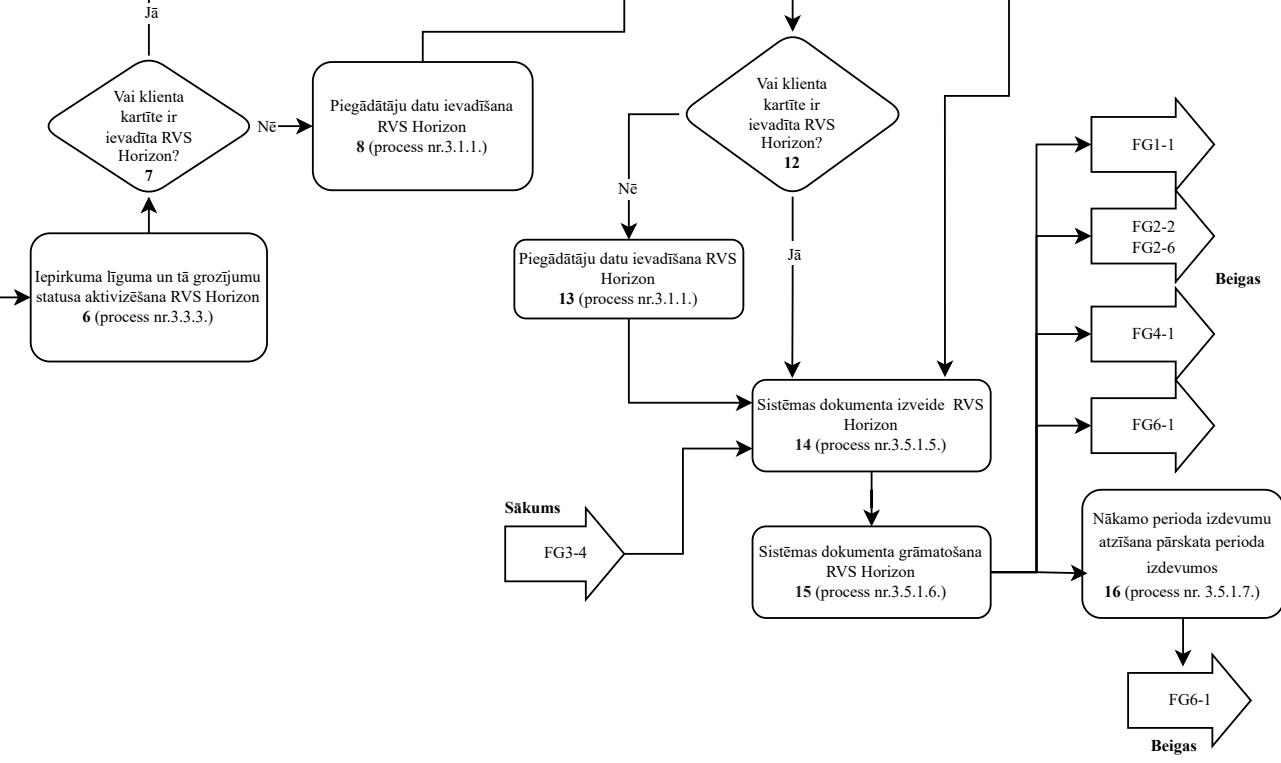 Jā
Vai klienta
kartīte ir
ievadīta RVS
Horizon?
7
Nē
Piegādātāju datu ievadīšana
RVS Horizon
8 (process nr.3.1.1.)
Iepirkuma līguma un tā grozījumu
statusa aktivizēšana RVS Horizon
6 (process nr.3.3.3.)
Vai klienta
kartīte ir
ievadīta RVS
Horizon?
12
Nē
Jā
Piegādātāju datu ievadīšana RVS
Horizon
13 (process nr.3.1.1.)
Sistēmas dokumenta izveide RVS
Horizon
14 (process nr.3.5.1.5.)
Sākums
FG3-4
Sistēmas dokumenta grāmatošana
RVS Horizon
15 (process nr.3.5.1.6.)
FG1-1
FG2-2
FG2-6
Beigas
FG4-1
FG6-1
Nākamo perioda izdevumu
atzīšana pārskata perioda
izdevumos
16 (process nr. 3.5.1.7.)
FG6-1
Beigas